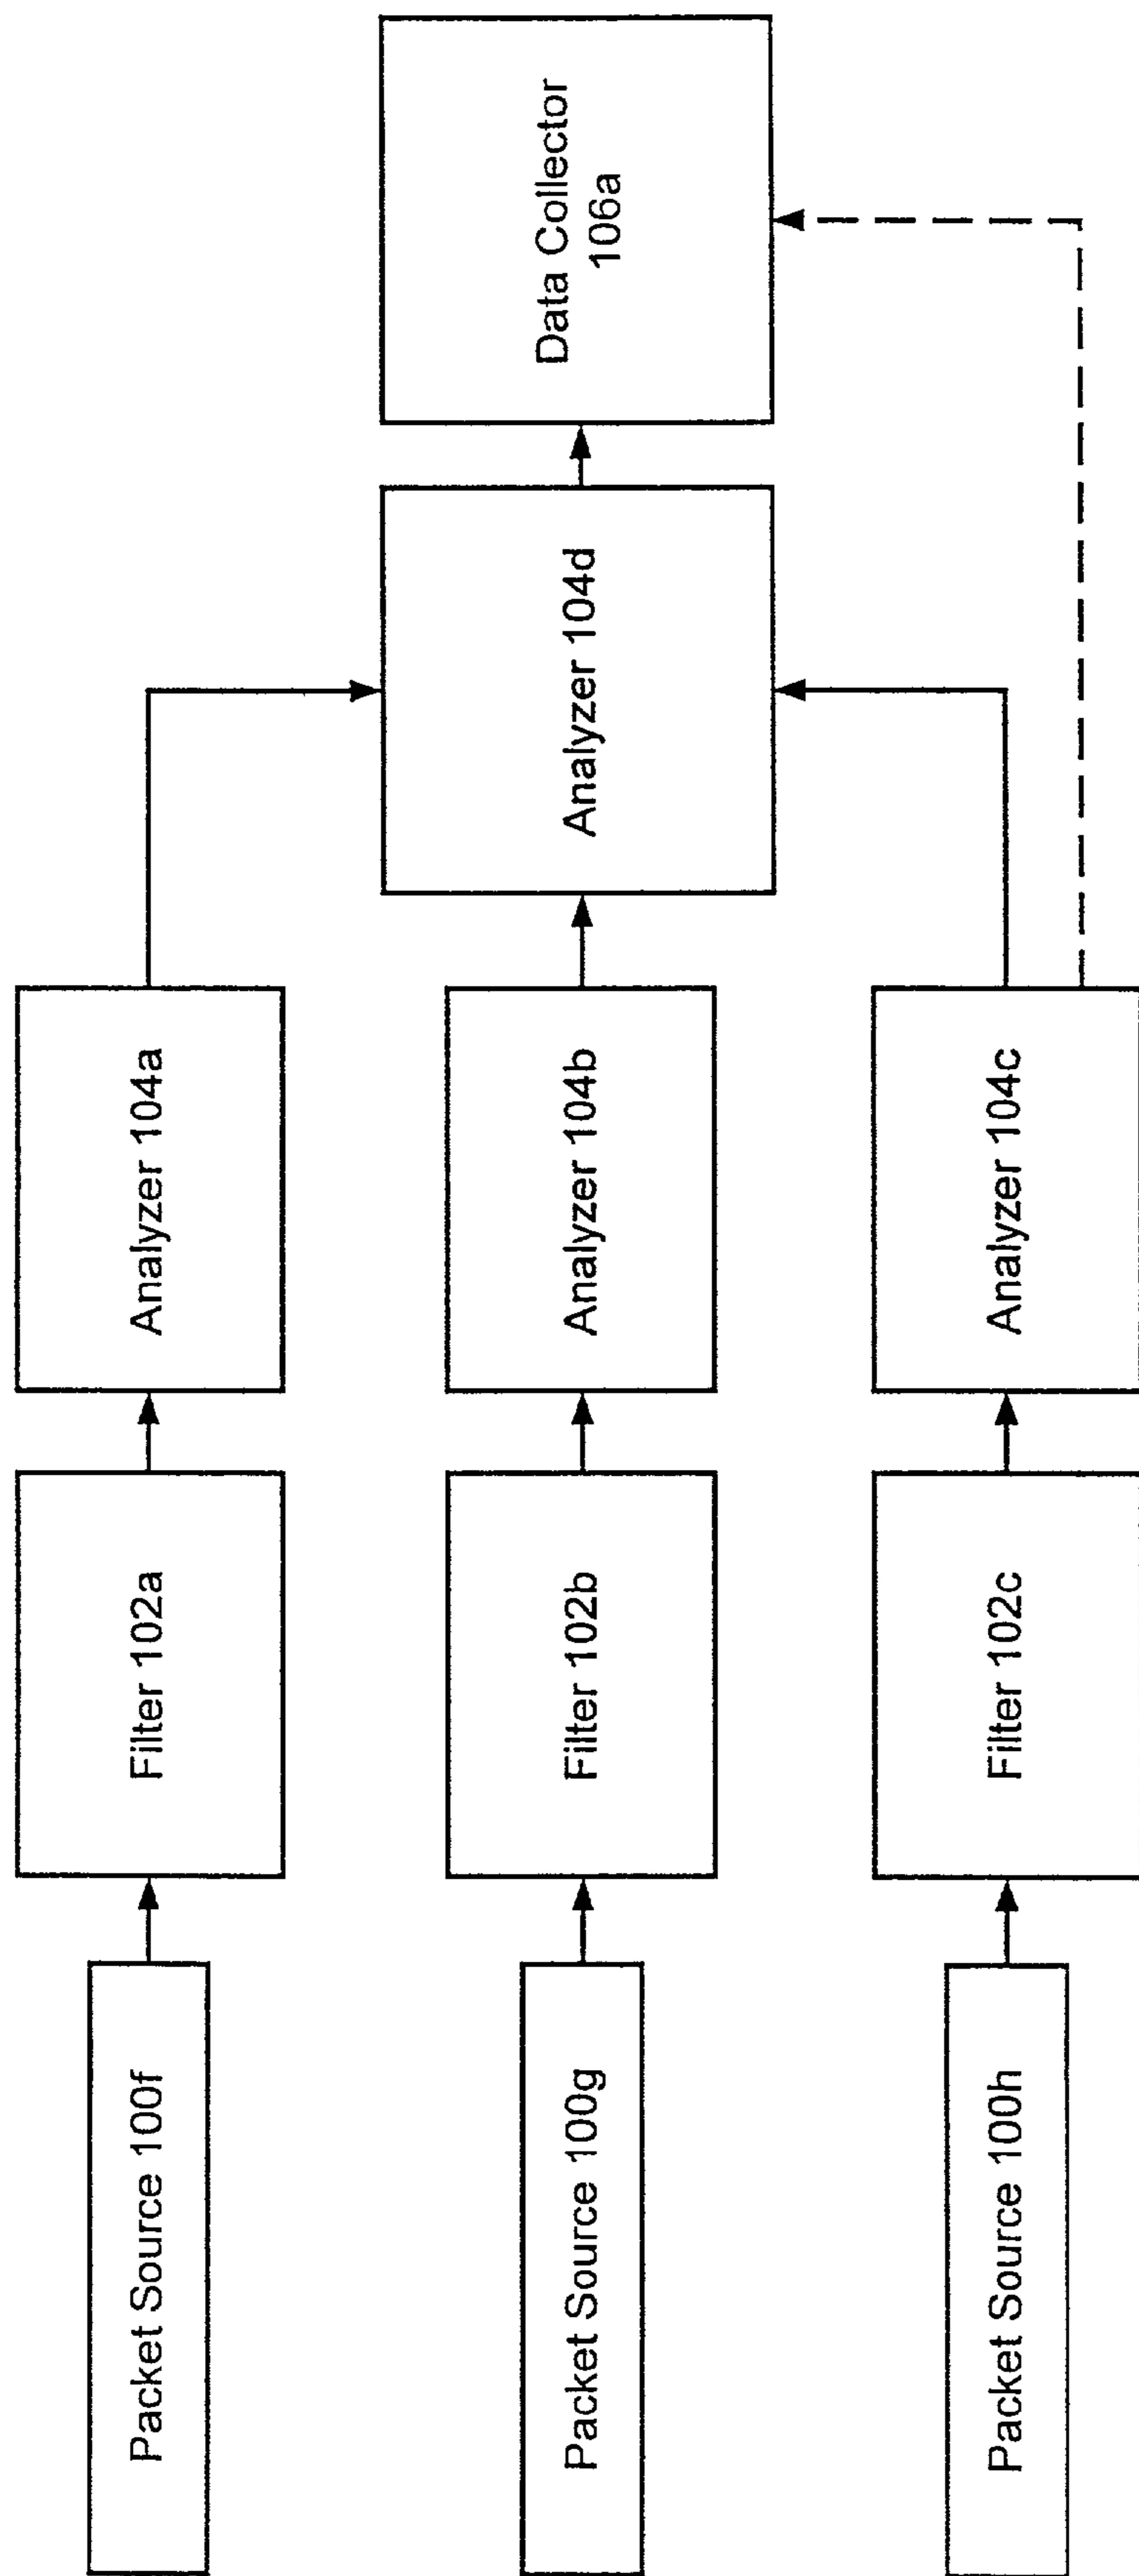 Packet Source 100f
Filter 102a
Analyzer 104a
Packet Source 100g
Filter 102b
Analyzer 104b
Analyzer 104d
Data Collector
106a
Packet Source 100h
Filter 102c
Analyzer 104c